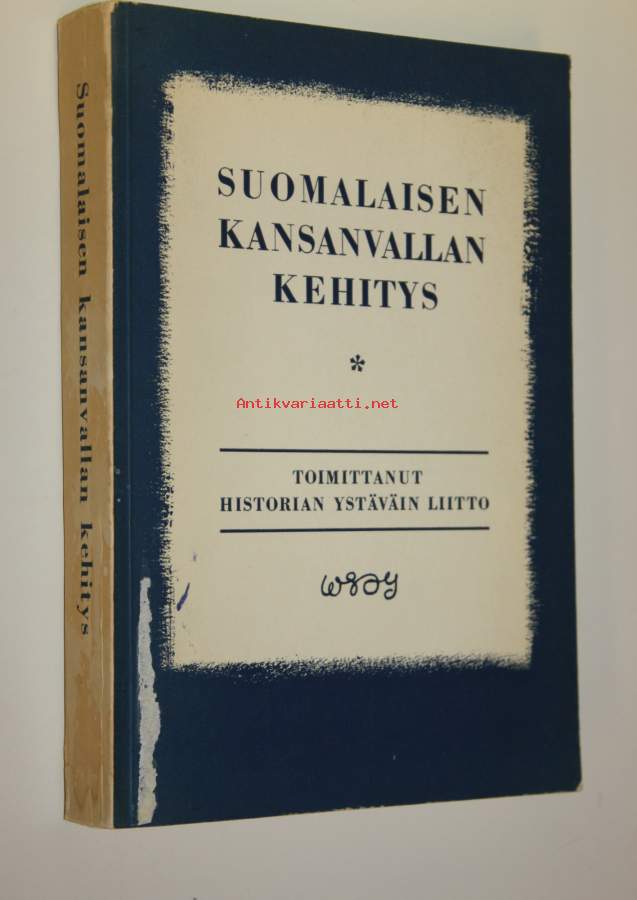 Suomalaisen kansanvallan kehitys
SUOMALAISEN
KANSANVALLAN
KEHITYS
*
Antikvariaatti.net
TOIMITTANUT
HISTORIAN YSTÄVÄIN LIITTO
WSOY